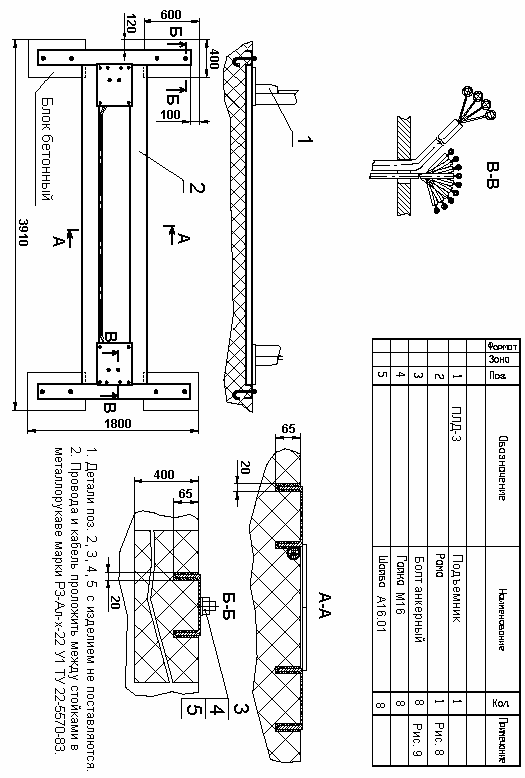 600
Б
120
400
Б
100
Блок бетонный
2
3910
А
А
В
В
1800
1
В-В
65
20
А-А
400
65
20
Б-Б
3
4
5
Формат
Зона
Поз.
Обозначение
Наименование
Кол.
Примечание
1 ПЛД-3 Подъемник 1
2 Рама 1 Рис. 8
3 Болт анкерный 8 Рис. 9
4 Гайка М16 8
5 Шайба А16.01 8
1. Детали поз. 2, 3, 4, 5 с изделием не поставляются.
2. Провода и кабель проложить между стойками в
металлорукаве марки РЗ-Ал-х-22 У1 ТУ 22-5570-83.